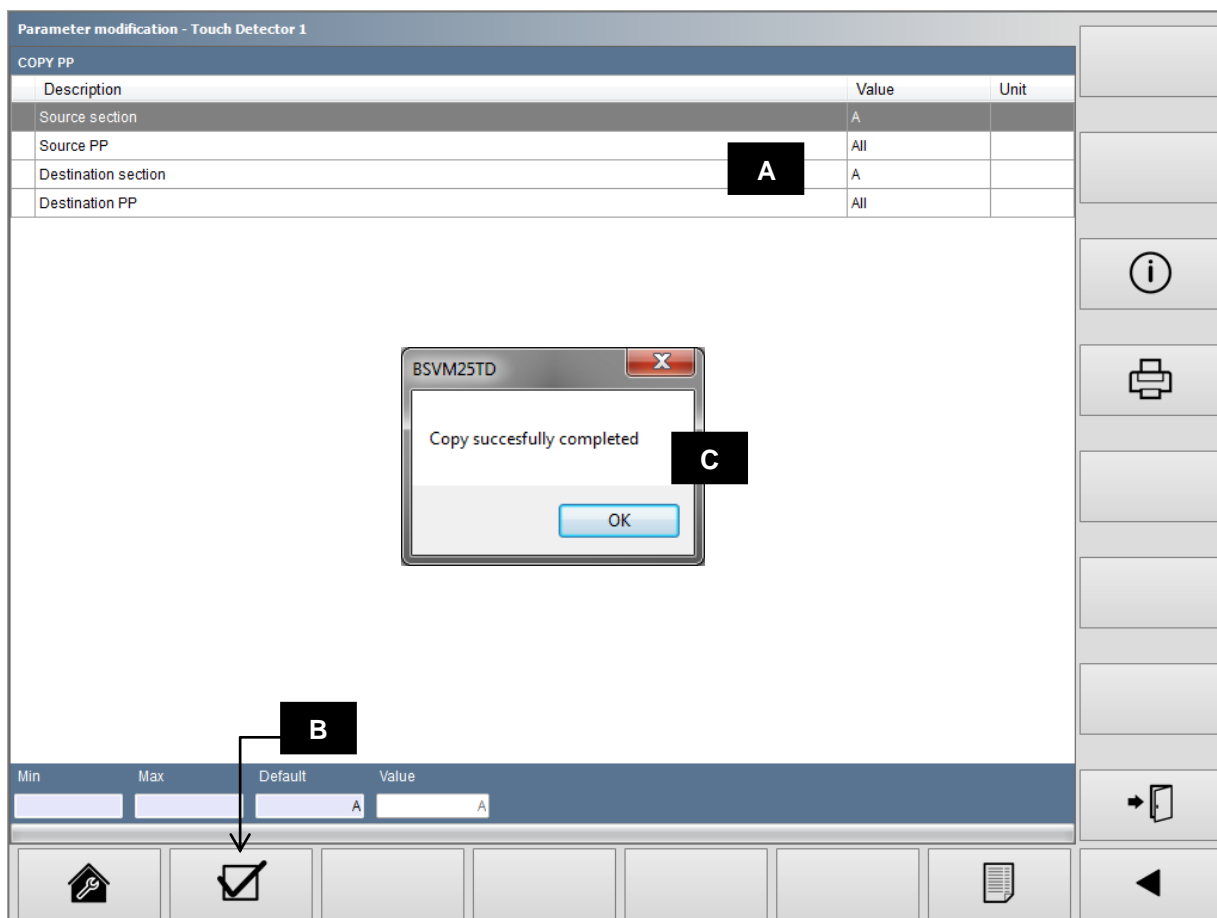 Parameter modification - Touch Detector 1
COPY PP
Description Value Unit
Source section A
Source PP All
A
Destination section A
Destination PP All
BSVM25TD
X
Copy succesfully completed
C
OK
B
Min Max Default Value
A A